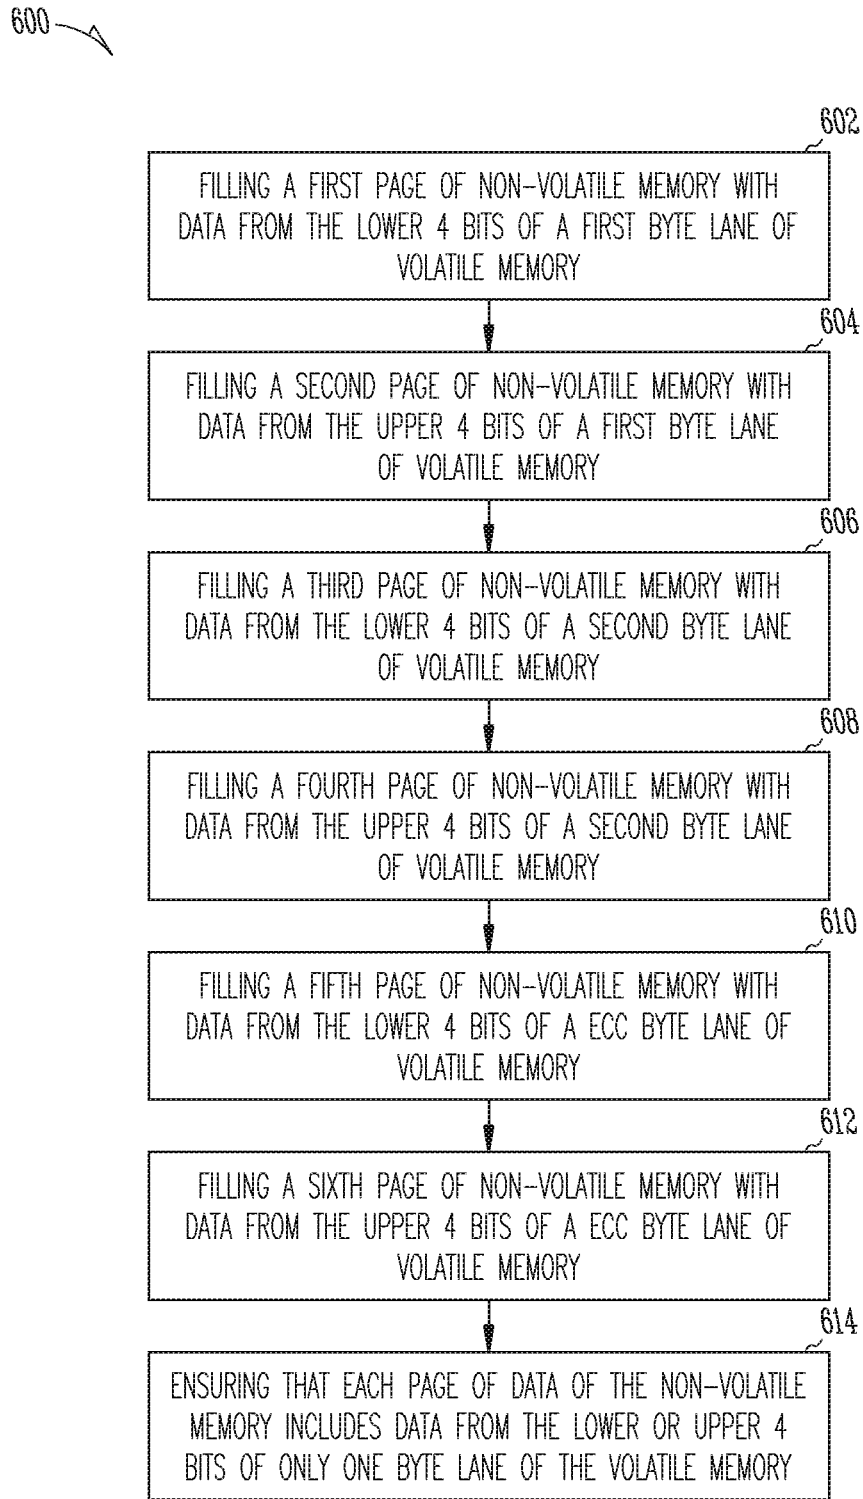 600
602
FILLING A FIRST PAGE OF NON-VOLATILE MEMORY WITH
DATA FROM THE LOWER 4 BITS OF A FIRST BYTE LANE OF
VOLATILE MEMORY
604
FILLING A SECOND PAGE OF NON-VOLATILE MEMORY WITH
DATA FROM THE UPPER 4 BITS OF A FIRST BYTE LANE
OF VOLATILE MEMORY
606
FILLING A THIRD PAGE OF NON-VOLATILE MEMORY WITH
DATA FROM THE LOWER 4 BITS OF A SECOND BYTE LANE
OF VOLATILE MEMORY
608
FILLING A FOURTH PAGE OF NON-VOLATILE MEMORY WITH
DATA FROM THE UPPER 4 BITS OF A SECOND BYTE LANE
OF VOLATILE MEMORY
610
FILLING A FIFTH PAGE OF NON-VOLATILE MEMORY WITH
DATA FROM THE LOWER 4 BITS OF A ECC BYTE LANE OF
VOLATILE MEMORY
612
FILLING A SIXTH PAGE OF NON-VOLATILE MEMORY WITH
DATA FROM THE UPPER 4 BITS OF A ECC BYTE LANE OF
VOLATILE MEMORY
614
ENSURING THAT EACH PAGE OF DATA OF THE NON-VOLATILE
MEMORY INCLUDES DATA FROM THE LOWER OR UPPER 4
BITS OF ONLY ONE BYTE LANE OF THE VOLATILE MEMORY